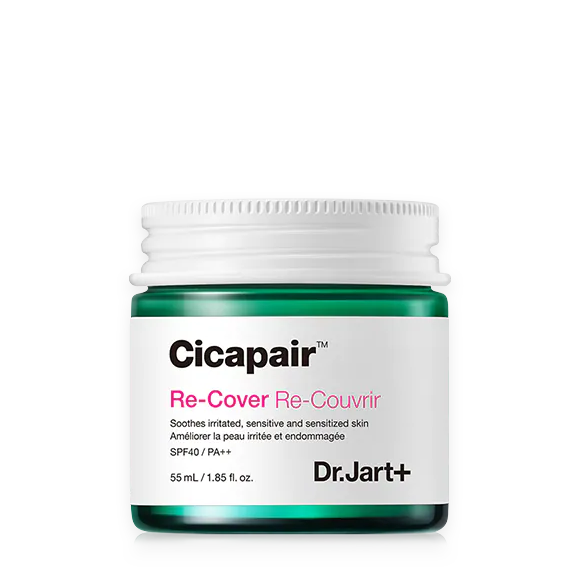 Cicapair™
Re-Cover Re-Couvrir
Soothes irritated, sensitive and sensitized skin
Améliorer la peau irritée et endommagée
SPF40 / PA++
55 mL / 1.85 fl. oz.
Dr.Jart+